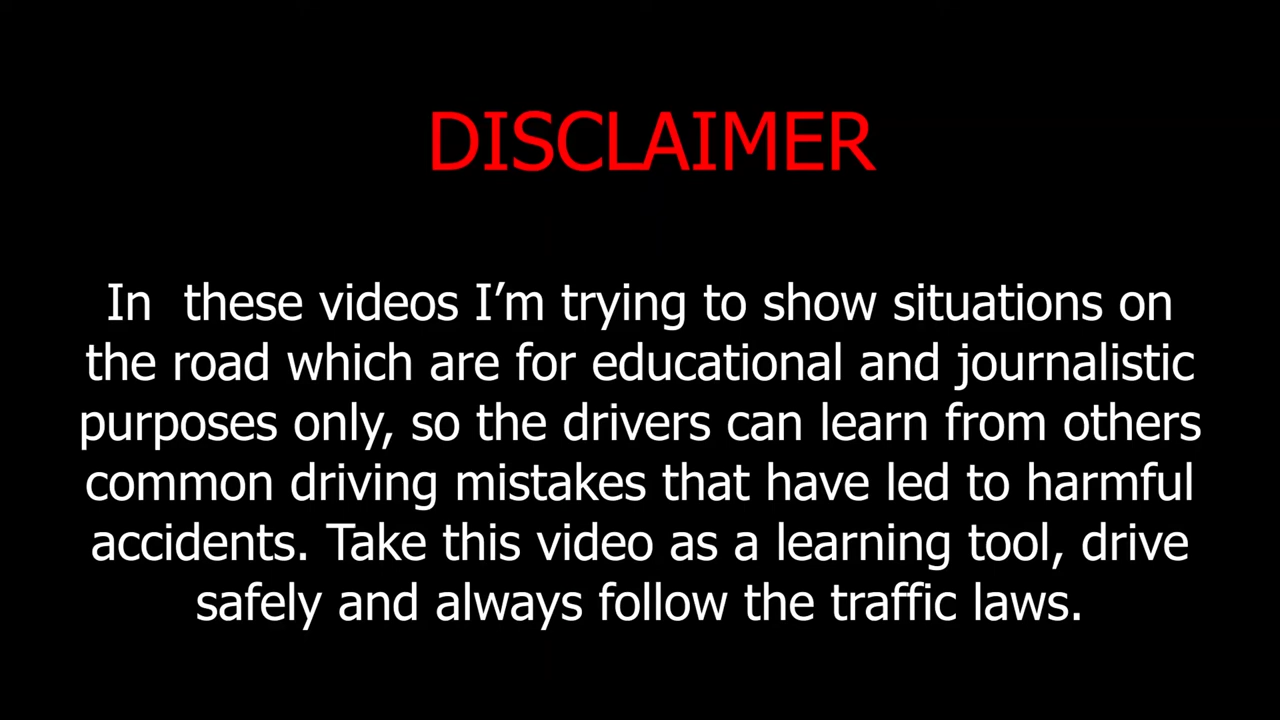 DISCLAIMER
In  these videos I’m trying to show situations on
the road which are for educational and journalistic
purposes only, so the drivers can learn from others
common driving mistakes that have led to harmful
accidents. Take this video as a learning tool, drive
safely and always follow the traffic laws.